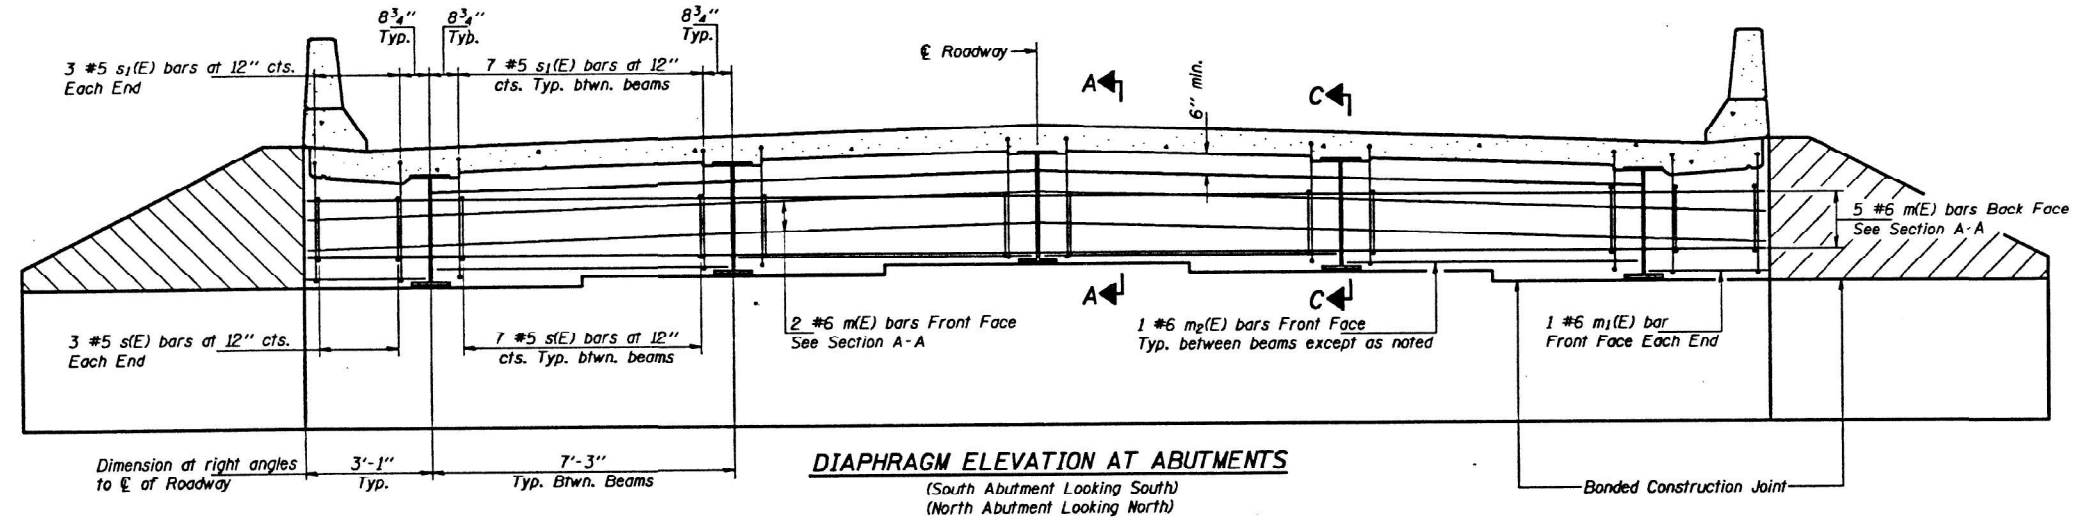 8¾" Typ.
8¾" Typ.
8¾" Typ.
3 #5 s₁(E) bars at 12" cts.
Each End
7 #5 s₁(E) bars at 12"
cts. Typ. btwn. beams
℄ Roadway
A
C
6" min.
5 #6 m(E) bars Back Face
See Section A-A
A
C
3 #5 s(E) bars at 12" cts.
Each End
7 #5 s(E) bars at 12"
cts. Typ. btwn. beams
2 #6 m(E) bars Front Face
See Section A-A
1 #6 m₂(E) bars Front Face
Typ. between beams except as noted
1 #6 m₁(E) bar
Front Face Each End
Dimension at right angles
to ℄ of Roadway
3'-1"
Typ.
7'-3"
Typ. Btwn. Beams
DIAPHRAGM ELEVATION AT ABUTMENTS
(South Abutment Looking South)
(North Abutment Looking North)
Bonded Construction Joint